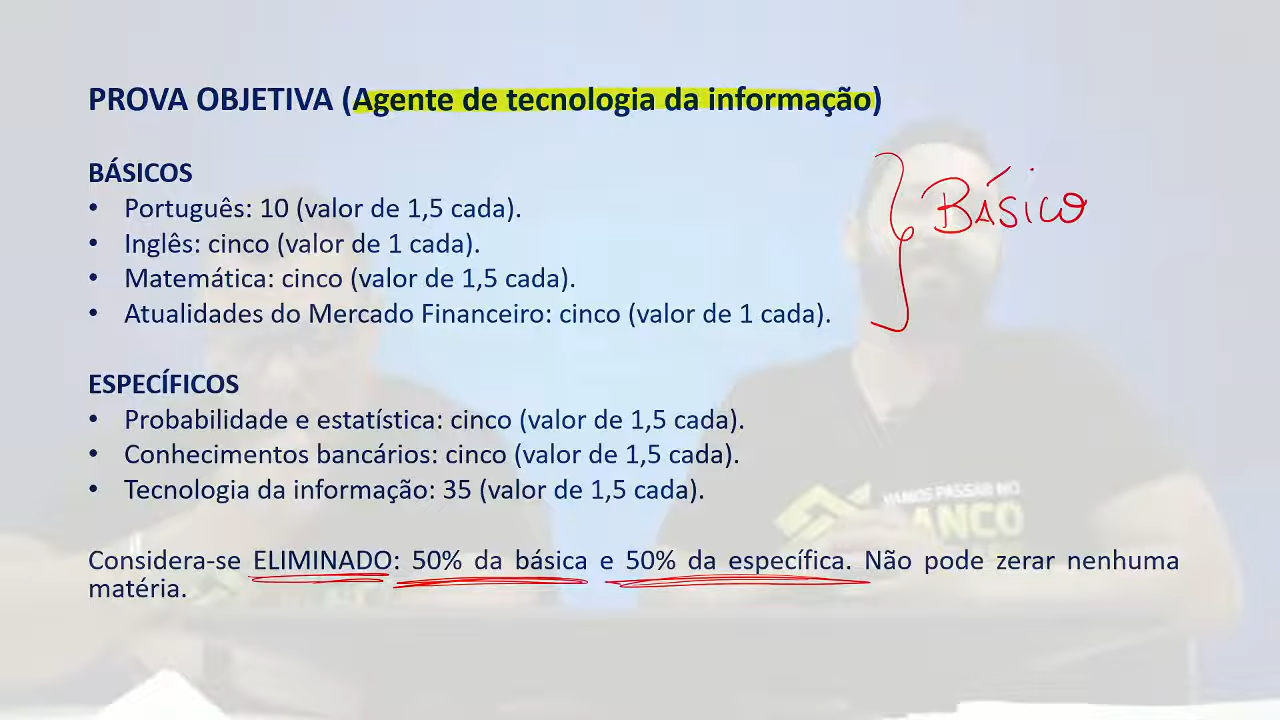 PROVA OBJETIVA (Agente de tecnologia da informação)
BÁSICOS
• Português: 10 (valor de 1,5 cada).
• Inglês: cinco (valor de 1 cada).
• Matemática: cinco (valor de 1,5 cada).
• Atualidades do Mercado Financeiro: cinco (valor de 1 cada).
BÁSICO
ESPECÍFICOS
• Probabilidade e estatística: cinco (valor de 1,5 cada).
• Conhecimentos bancários: cinco (valor de 1,5 cada).
• Tecnologia da informação: 35 (valor de 1,5 cada).
VAMOS PASSAR NO
BANCO
Considera-se ELIMINADO: 50% da básica e 50% da específica. Não pode zerar nenhuma
matéria.